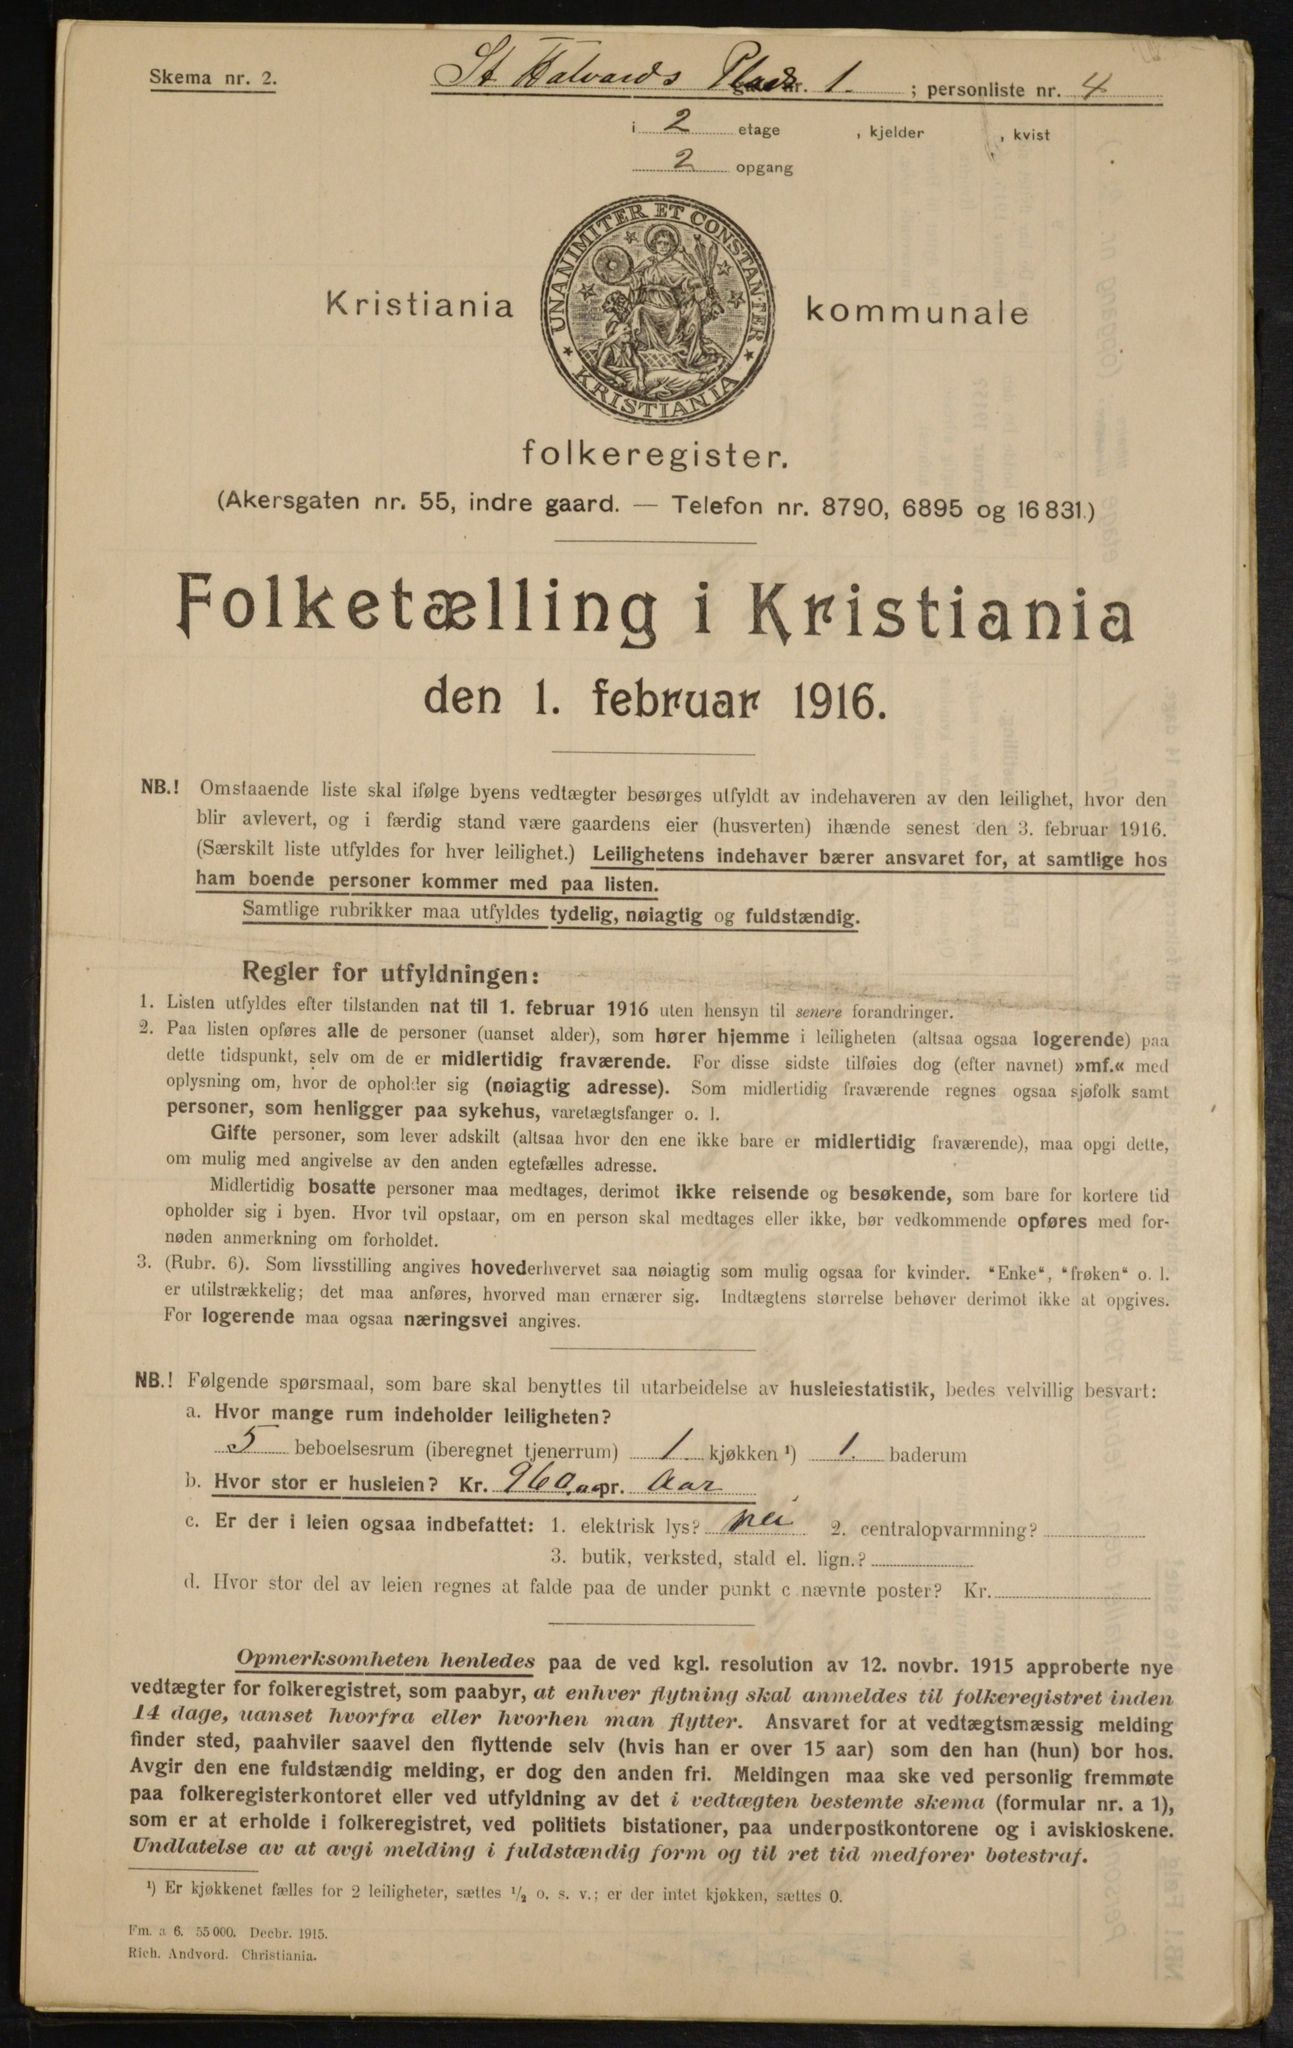 Skema nr. 2.
St Halvards Plads nr. 1. ; personliste nr. 4
i 2 etage , kjelder , kvist
2 opgang
UNANIMITER ET CONSTANTER
KRISTIANIA
Kristiania kommunale
folkeregister.
(Akersgaten nr. 55, indre gaard. — Telefon nr. 8790, 6895 og 16 831.)
Folketælling i Kristiania
den 1. februar 1916.
NB.! Omstaaende liste skal ifølge byens vedtægter besørges utfyldt av indehaveren av den leilighet, hvor den
blir avlevert, og i færdig stand være gaardens eier (husverten) ihænde senest den 3. februar 1916.
(Særskilt liste utfyldes for hver leilighet.) Leilighetens indehaver bærer ansvaret for, at samtlige hos
ham boende personer kommer med paa listen.
Samtlige rubrikker maa utfyldes tydelig, nøiagtig og fuldstændig.
Regler for utfyldningen:
1. Listen utfyldes efter tilstanden nat til 1. februar 1916 uten hensyn til senere forandringer.
2. Paa listen opføres alle de personer (uanset alder), som hører hjemme i leiligheten (altsaa ogsaa logerende) paa
dette tidspunkt, selv om de er midlertidig fraværende. For disse sidste tilføies dog (efter navnet) »mf.« med
oplysning om, hvor de opholder sig (nøiagtig adresse). Som midlertidig fraværende regnes ogsaa sjøfolk samt
personer, som henligger paa sykehus, varetægtsfanger o. l.
Gifte personer, som lever adskilt (altsaa hvor den ene ikke bare er midlertidig fraværende), maa opgi dette,
om mulig med angivelse av den anden egtefælles adresse.
Midlertidig bosatte personer maa medtages, derimot ikke reisende og besøkende, som bare for kortere tid
opholder sig i byen. Hvor tvil opstaar, om en person skal medtages eller ikke, bør vedkommende opføres med for-
nøden anmerkning om forholdet.
3. (Rubr. 6). Som livsstilling angives hovederhvervet saa nøiagtig som mulig ogsaa for kvinder. "Enke", "frøken" o. l.
er utilstrækkelig; det maa anføres, hvorved man ernærer sig. Indtægtens størrelse behøver derimot ikke at opgives.
For logerende maa ogsaa næringsvei angives.
NB.! Følgende spørsmaal, som bare skal benyttes til utarbeidelse av husleiestatistik, bedes velvillig besvart:
a. Hvor mange rum indeholder leiligheten?
5 beboelsesrum (iberegnet tjenerrum) 1 kjøkken ¹) 1. baderum
b. Hvor stor er husleien? Kr. 960.00 pr. Aar
c. Er der i leien ogsaa indbefattet: 1. elektrisk lys? nei 2. centralopvarmning?
3. butik, verksted, stald el. lign.?
d. Hvor stor del av leien regnes at falde paa de under punkt c nævnte poster? Kr.
Opmerksomheten henledes paa de ved kgl. resolution av 12. novbr. 1915 approberte nye
vedtægter for folkeregistret, som paabyr, at enhver flytning skal anmeldes til folkeregistret inden
14 dage, uanset hvorfra eller hvorhen man flytter. Ansvaret for at vedtægtsmæssig melding
finder sted, paahviler saavel den flyttende selv (hvis han er over 15 aar) som den han (hun) bor hos.
Avgir den ene fuldstændig melding, er dog den anden fri. Meldingen maa ske ved personlig fremmøte
paa folkeregisterkontoret eller ved utfyldning av det i vedtægten bestemte skema (formular nr. a 1),
som er at erholde i folkeregistret, ved politiets bistationer, paa underpostkontorene og i aviskioskene.
Undlatelse av at avgi melding i fuldstændig form og til ret tid medfører bøtestraf.
¹) Er kjøkkenet fælles for 2 leiligheter, sættes ½ o. s. v.; er der intet kjøkken, sættes 0.
Fm. a 6. 55 000. Decbr. 1915.
Rich. Andvord. Christiania.